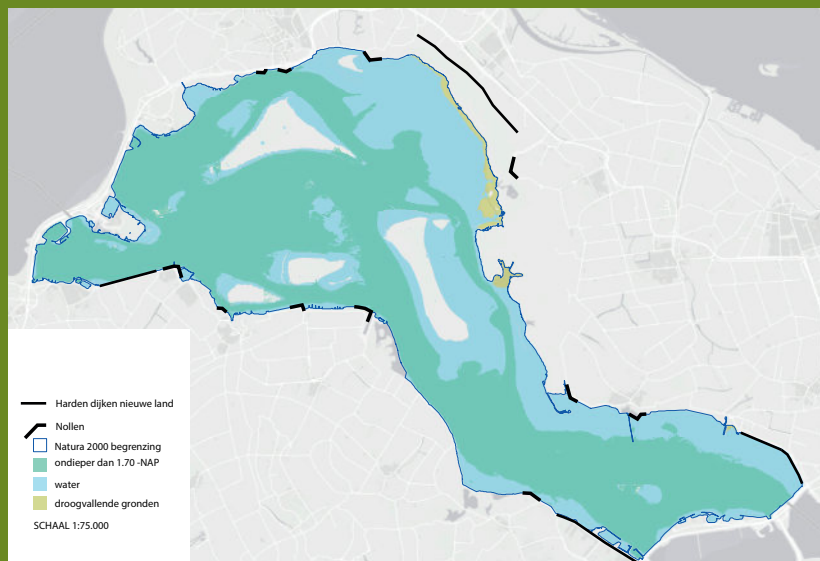 Harden dijken nieuwe land
Nollen
Natura 2000 begrenzing
ondieper dan 1.70 -NAP
water
droogvallende gronden
SCHAAL 1:75.000